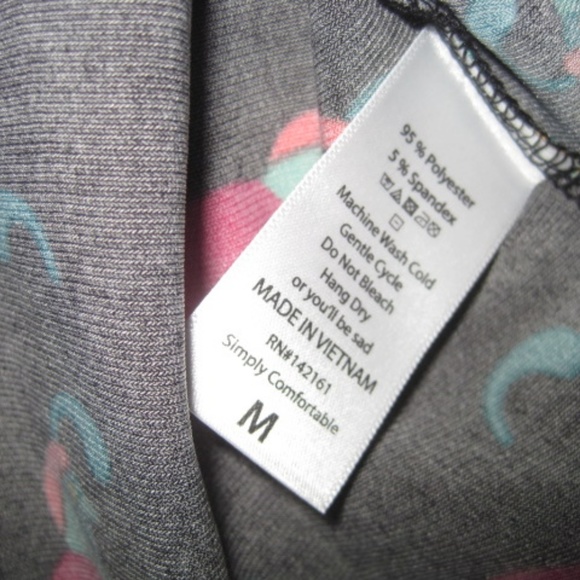 95 % Polyester
5 % Spandex
Machine Wash Cold
Gentle Cycle
Do Not Bleach
Hang Dry
or you'll be sad
MADE IN VIETNAM
RN#142161
Simply Comfortable
M